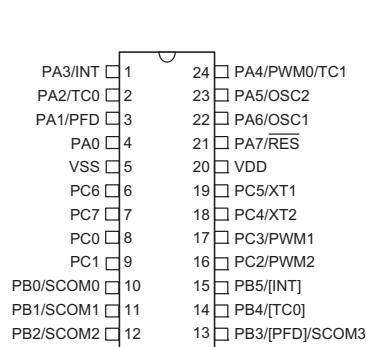 PA3/INT 1 24 PA4/PWM0/TC1
PA2/TC0 2 23 PA5/OSC2
PA1/PFD 3 22 PA6/OSC1
PA0 4 21 PA7/RES
VSS 5 20 VDD
PC6 6 19 PC5/XT1
PC7 7 18 PC4/XT2
PC0 8 17 PC3/PWM1
PC1 9 16 PC2/PWM2
PB0/SCOM0 10 15 PB5/[INT]
PB1/SCOM1 11 14 PB4/[TC0]
PB2/SCOM2 12 13 PB3/[PFD]/SCOM3